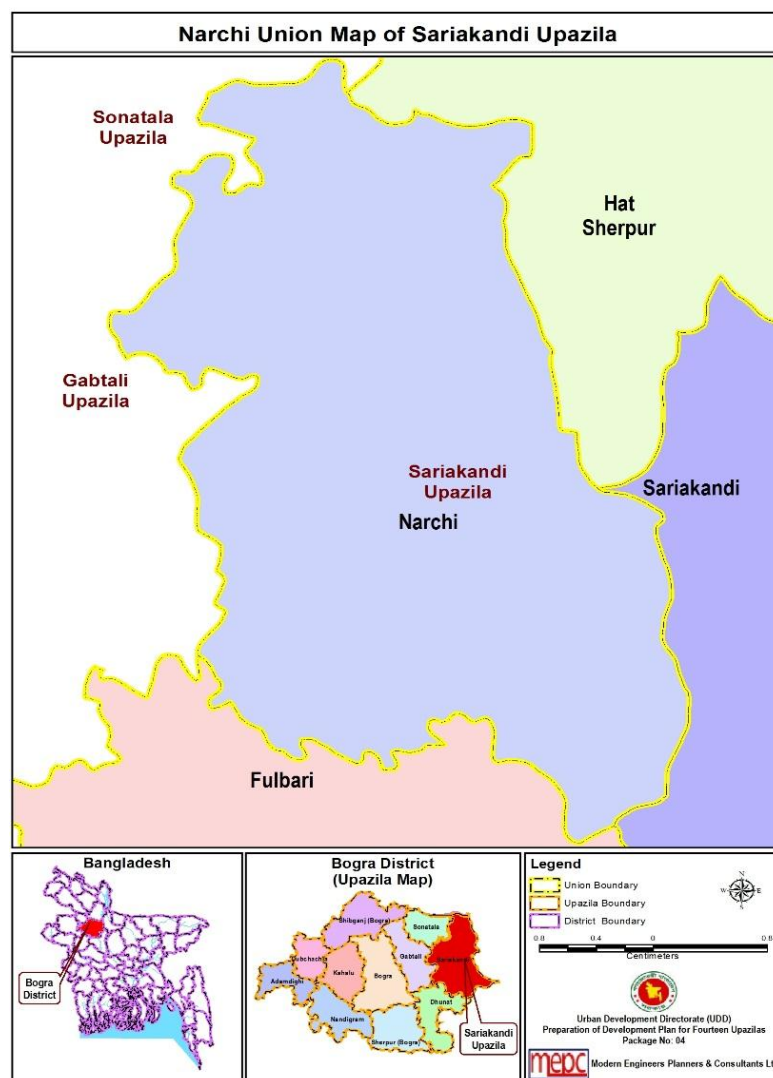 Narchi Union Map of Sariakandi Upazila
Sonatala
Upazila
Hat
Sherpur
Gabtali
Upazila
Sariakandi
Upazila
Narchi
Sariakandi
Fulbari
Bangladesh
Bogra
District
Bogra District
(Upazila Map)
Shibganj (Bogra)
Sonatala
Gabtali
Sariakandi
Kahalu
Bogra
Adamdighi
Dhunat
Nandigram
Sherpur (Bogra)
Sariakandi
Upazila
Legend
Union Boundary
Upazila Boundary
District Boundary
N
W
E
S
0.8 0.4 0 0.8
Centimeters
Urban Development Directorate (UDD)
Preparation of Development Plan for Fourteen Upazilas
Package No: 04
mepc
Modern Engineers Planners & Consultants Lt